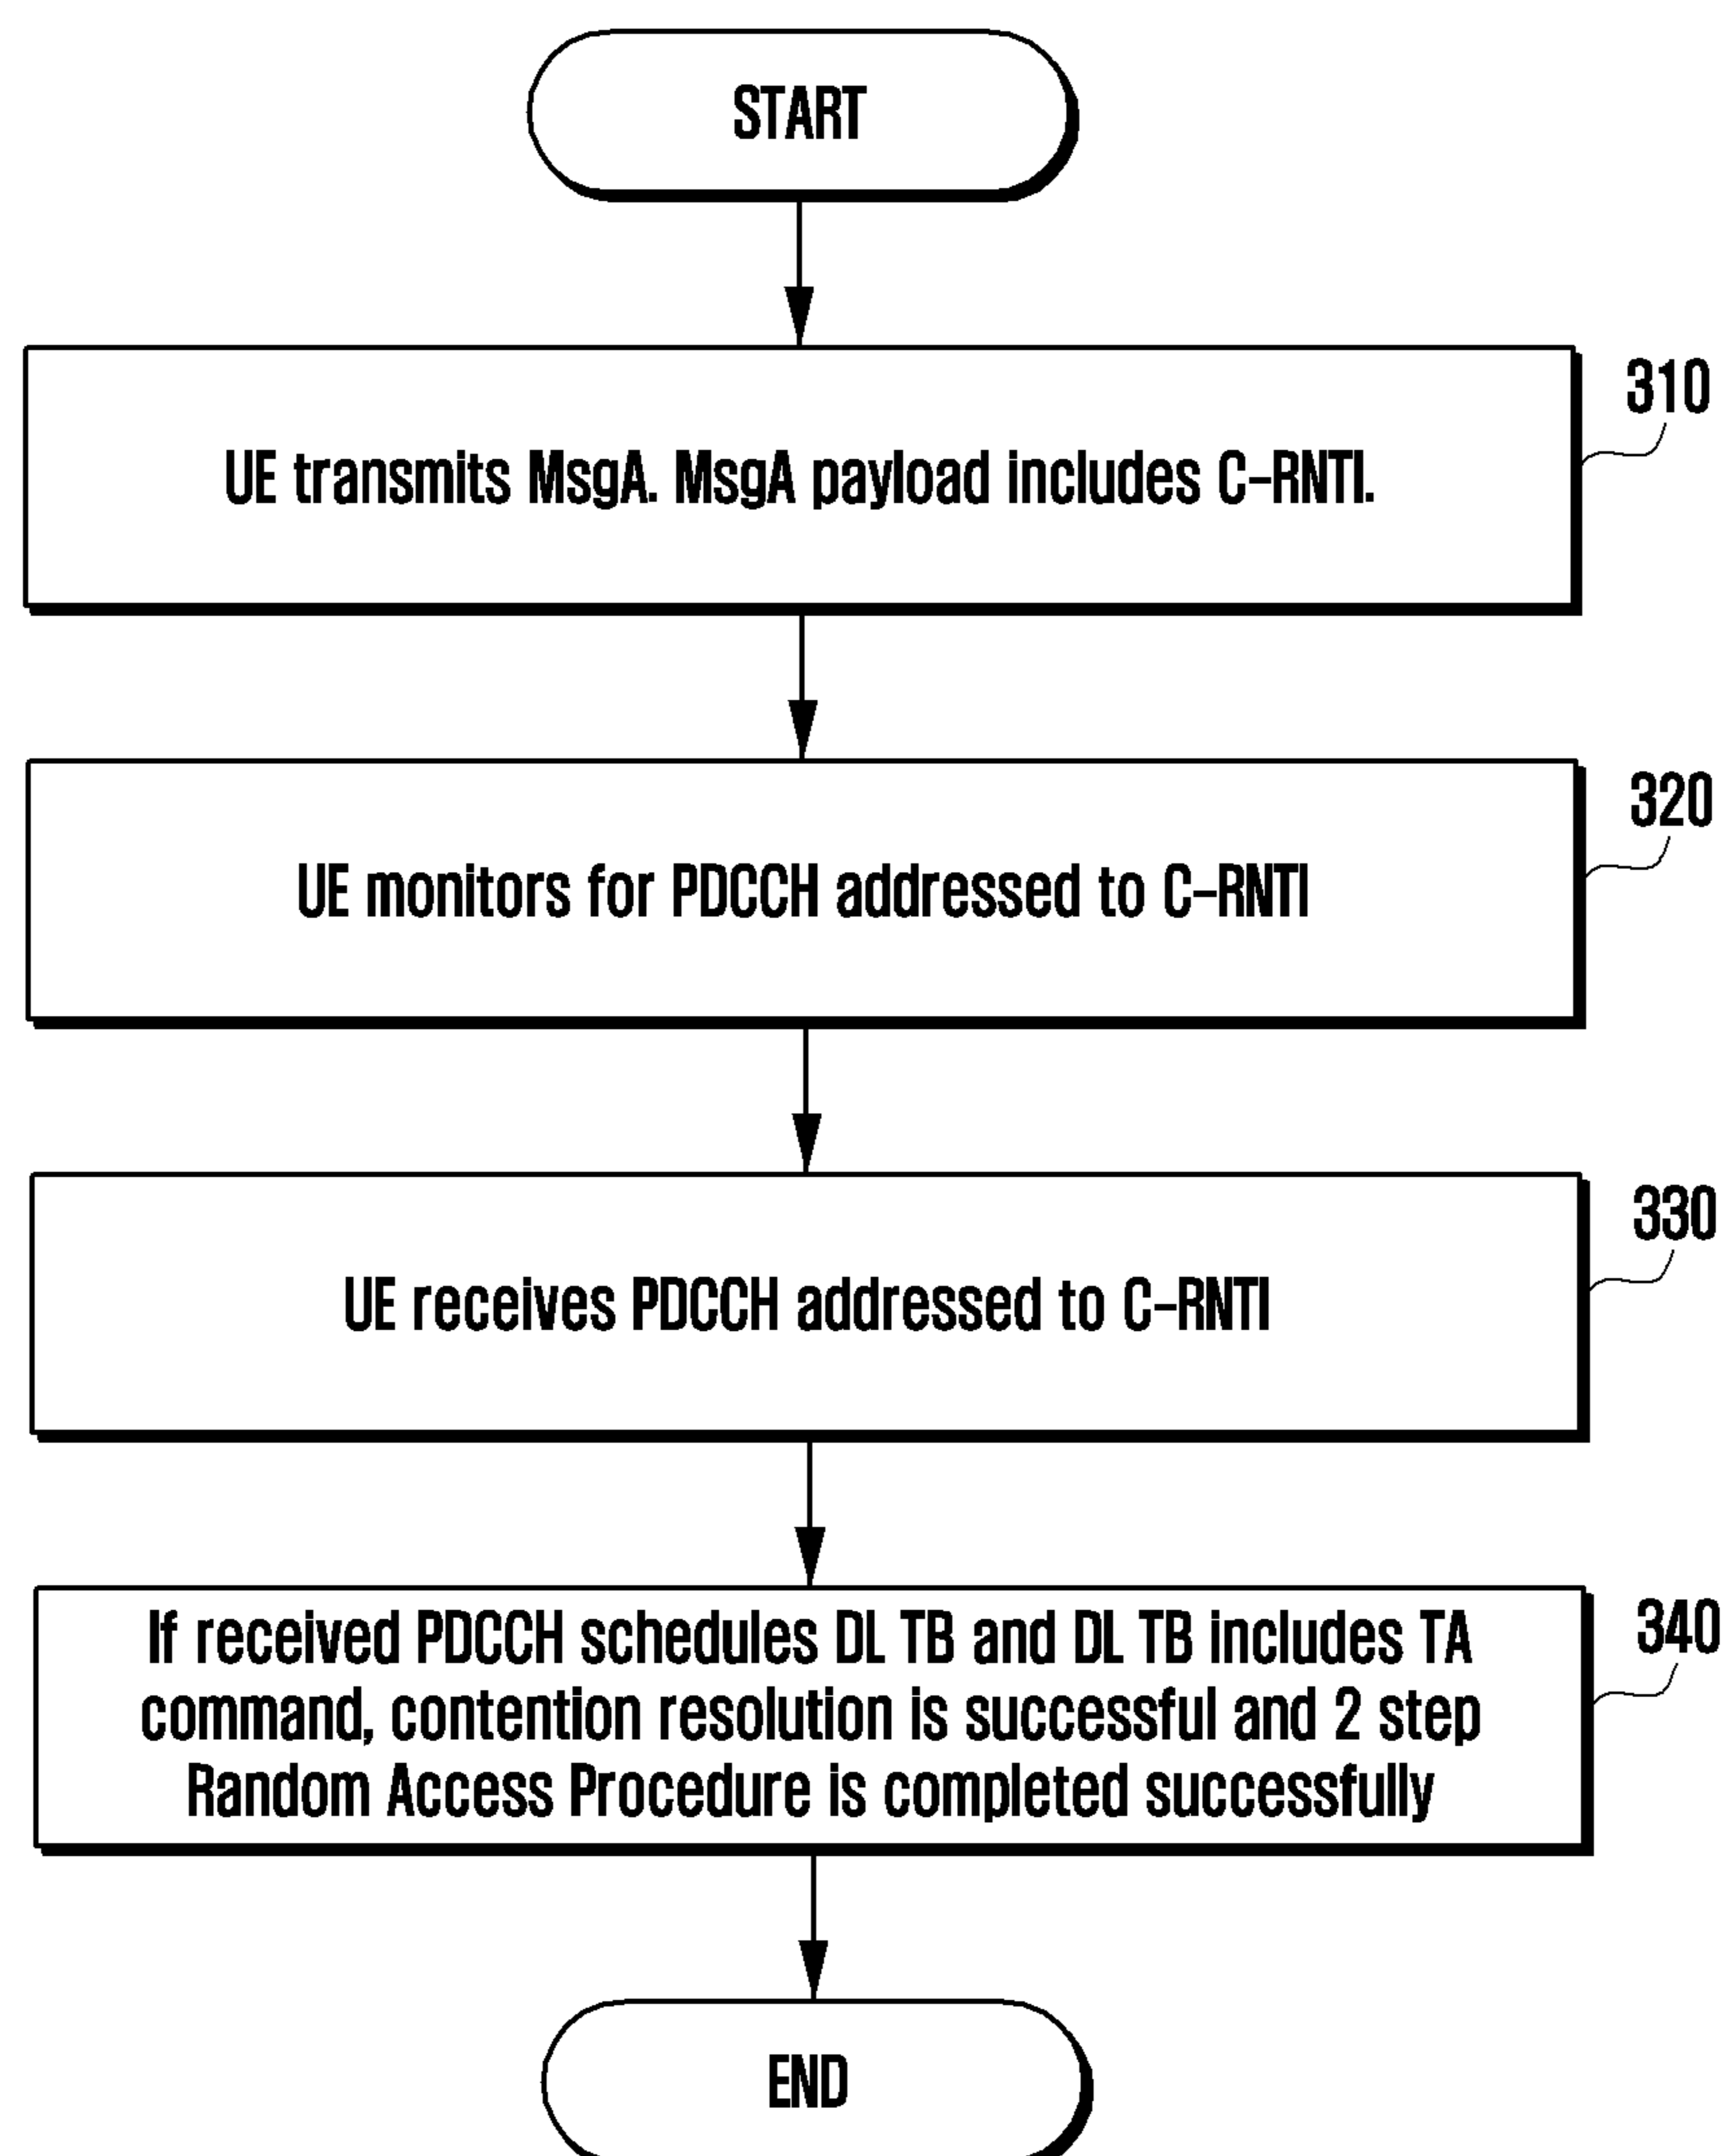 START
310
UE transmits MsgA. MsgA payload includes C-RNTI.
320
UE monitors for PDCCH addressed to C-RNTI
330
UE receives PDCCH addressed to C-RNTI
340
If received PDCCH schedules DL TB and DL TB includes TA
command, contention resolution is successful and 2 step
Random Access Procedure is completed successfully
END